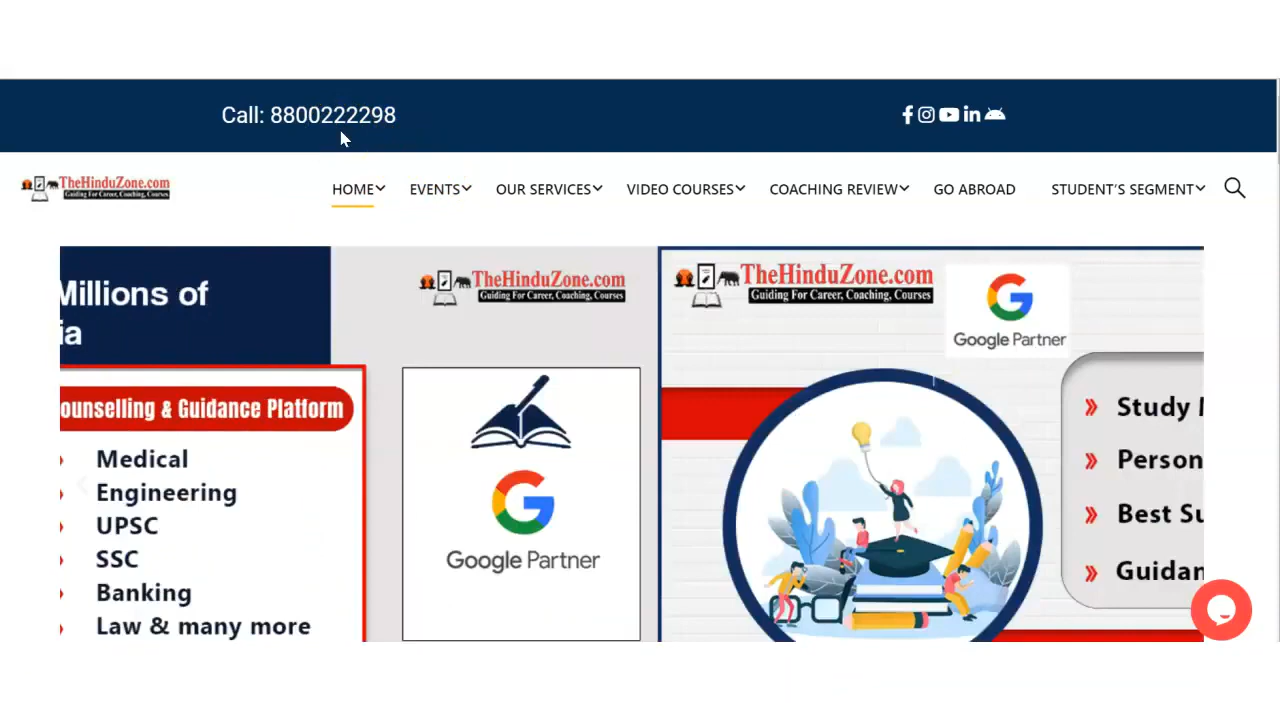 Call: 8800222298
TheHinduZone.com
Guiding For Career, Coaching, Courses
HOME
EVENTS
OUR SERVICES
VIDEO COURSES
COACHING REVIEW
GO ABROAD
STUDENT'S SEGMENT
Millions of
ia
ounselling & Guidance Platform
Medical
Engineering
UPSC
SSC
Banking
Law & many more
TheHinduZone.com
Guiding For Career, Coaching, Courses
Google Partner
TheHinduZone.com
Guiding For Career, Coaching, Courses
Google Partner
Study
Person
Best Su
Guidan